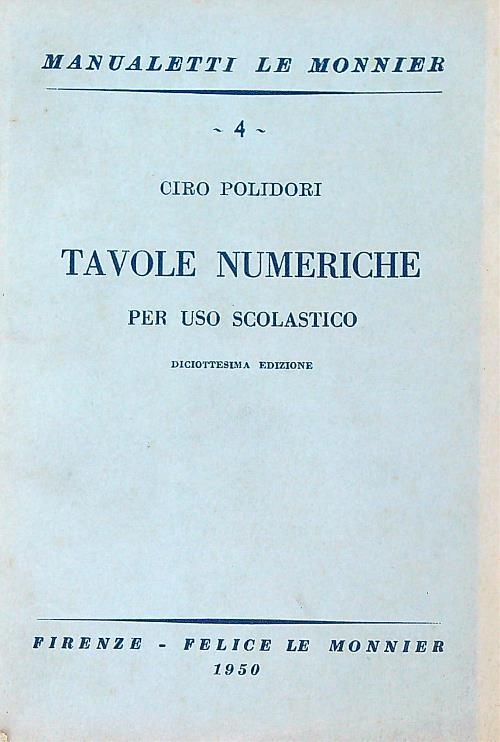 MANUALETTI LE MONNIER
~ 4 ~
CIRO POLIDORI
TAVOLE NUMERICHE
PER USO SCOLASTICO
DICIOTTESIMA EDIZIONE
FIRENZE - FELICE LE MONNIER
1950